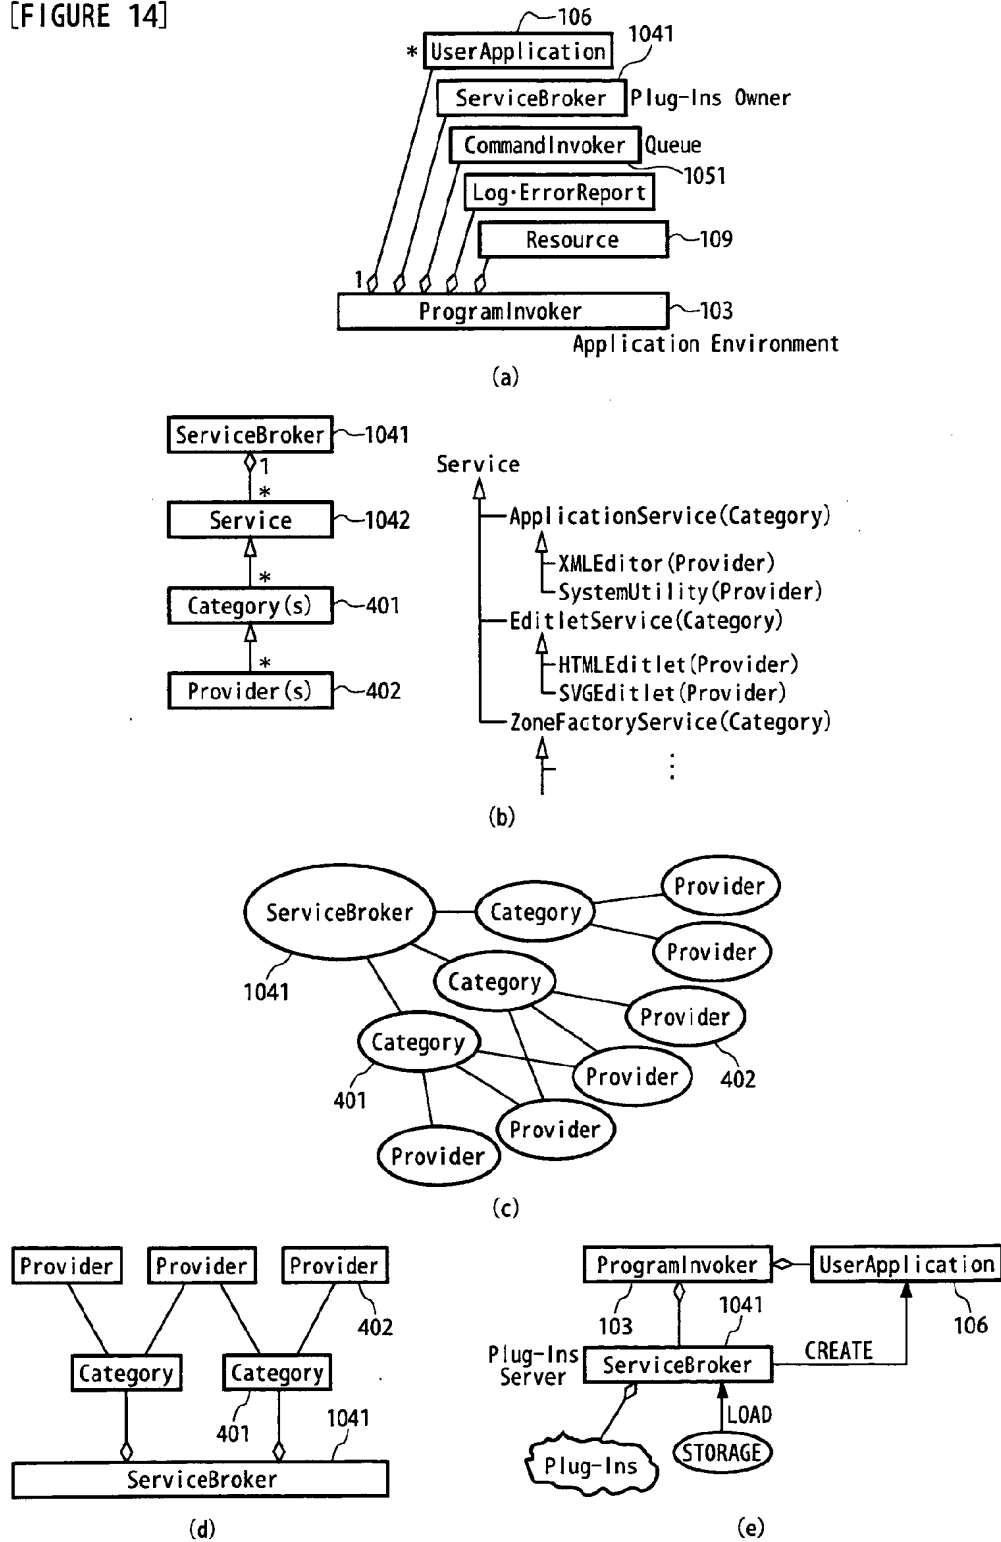 [FIGURE 14]
106
* UserApplication
1041
ServiceBroker Plug-Ins Owner
CommandInvoker Queue
1051
Log·ErrorReport
Resource 109
1
ProgramInvoker 103
Application Environment
(a)
ServiceBroker 1041
1
*
Service 1042
*
Category(s) 401
*
Provider(s) 402
Service
ApplicationService(Category)
XMLEditor(Provider)
SystemUtility(Provider)
EditletService(Category)
HTMLEditlet(Provider)
SVGEditlet(Provider)
ZoneFactoryService(Category)
⋮
(b)
Provider
ServiceBroker Category
Provider
1041
Category
Provider
Category
401
Provider 402
Provider
Provider
(c)
Provider Provider Provider
402
Category Category
401
1041
ServiceBroker
(d)
ProgramInvoker UserApplication
103
1041
106
Plug-Ins
Server
ServiceBroker
CREATE
LOAD
Plug-Ins
STORAGE
(e)